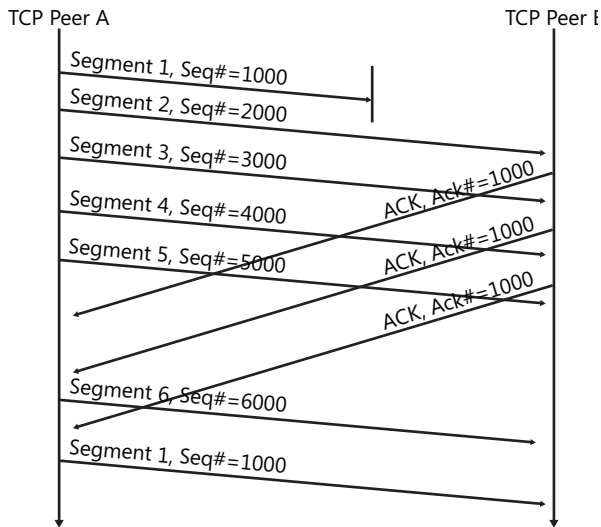 TCP Peer A
TCP Peer B
Segment 1, Seq#=1000
Segment 2, Seq#=2000
Segment 3, Seq#=3000
ACK, Ack#=1000
Segment 4, Seq#=4000
ACK, Ack#=1000
Segment 5, Seq#=5000
ACK, Ack#=1000
Segment 6, Seq#=6000
Segment 1, Seq#=1000